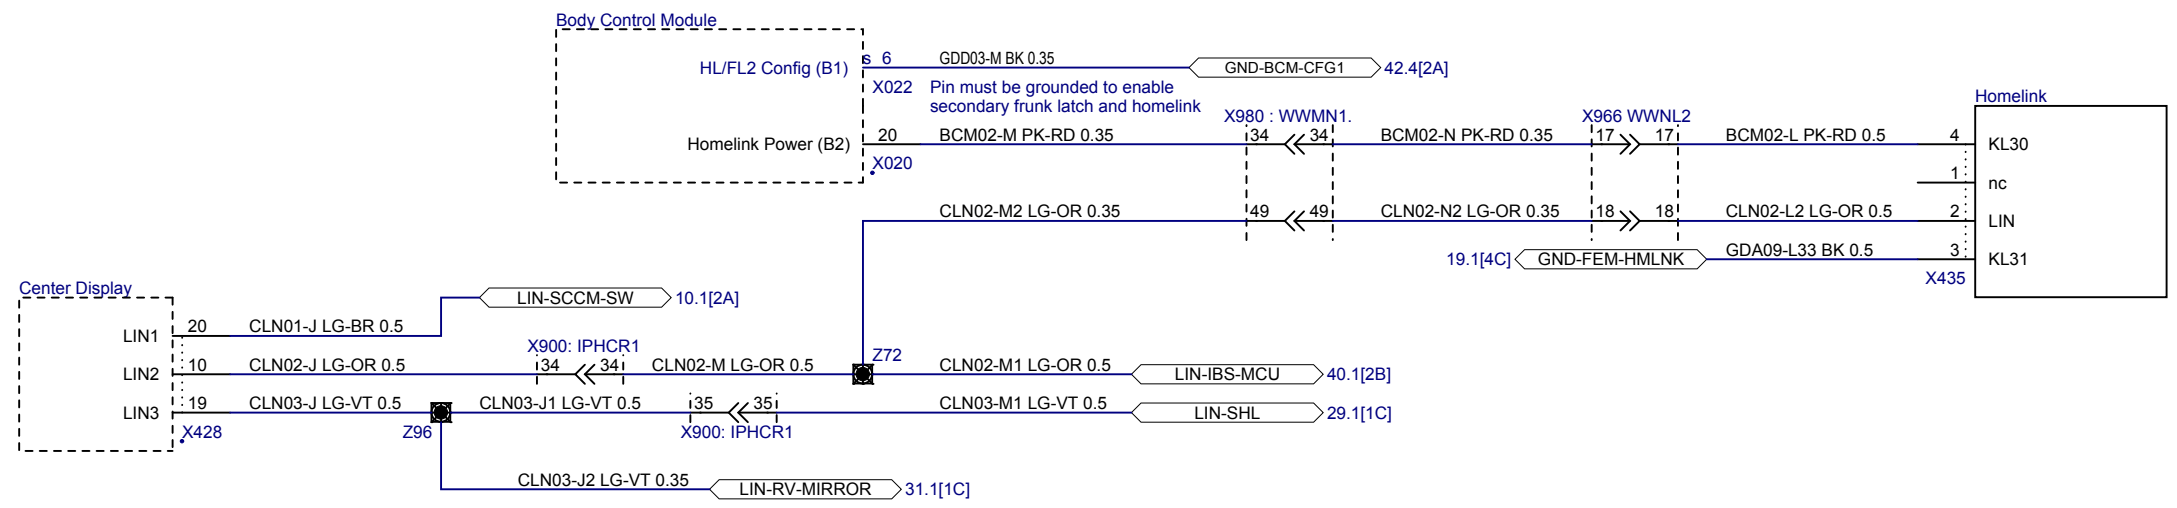 Body Control Module
HL/FL2 Config (B1)
s 6
GDD03-M BK 0.35
GND-BCM-CFG1
42.4[2A]
X022
Pin must be grounded to enable
secondary frunk latch and homelink
Homelink
X980 : WWMN1.
X966 WWNL2
Homelink Power (B2)
20
BCM02-M PK-RD 0.35
34
34
BCM02-N PK-RD 0.35
17
17
BCM02-L PK-RD 0.5
4
KL30
X020
1
nc
CLN02-M2 LG-OR 0.35
49
49
CLN02-N2 LG-OR 0.35
18
18
CLN02-L2 LG-OR 0.5
2
LIN
19.1[4C]
GND-FEM-HMLNK
GDA09-L33 BK 0.5
3
KL31
X435
Center Display
LIN-SCCM-SW
10.1[2A]
LIN1
20
CLN01-J LG-BR 0.5
X900: IPHCR1
Z72
LIN2
10
CLN02-J LG-OR 0.5
34
34
CLN02-M LG-OR 0.5
CLN02-M1 LG-OR 0.5
LIN-IBS-MCU
40.1[2B]
LIN3
19
CLN03-J LG-VT 0.5
CLN03-J1 LG-VT 0.5
35
35
CLN03-M1 LG-VT 0.5
LIN-SHL
29.1[1C]
X428
Z96
X900: IPHCR1
CLN03-J2 LG-VT 0.35
LIN-RV-MIRROR
31.1[1C]